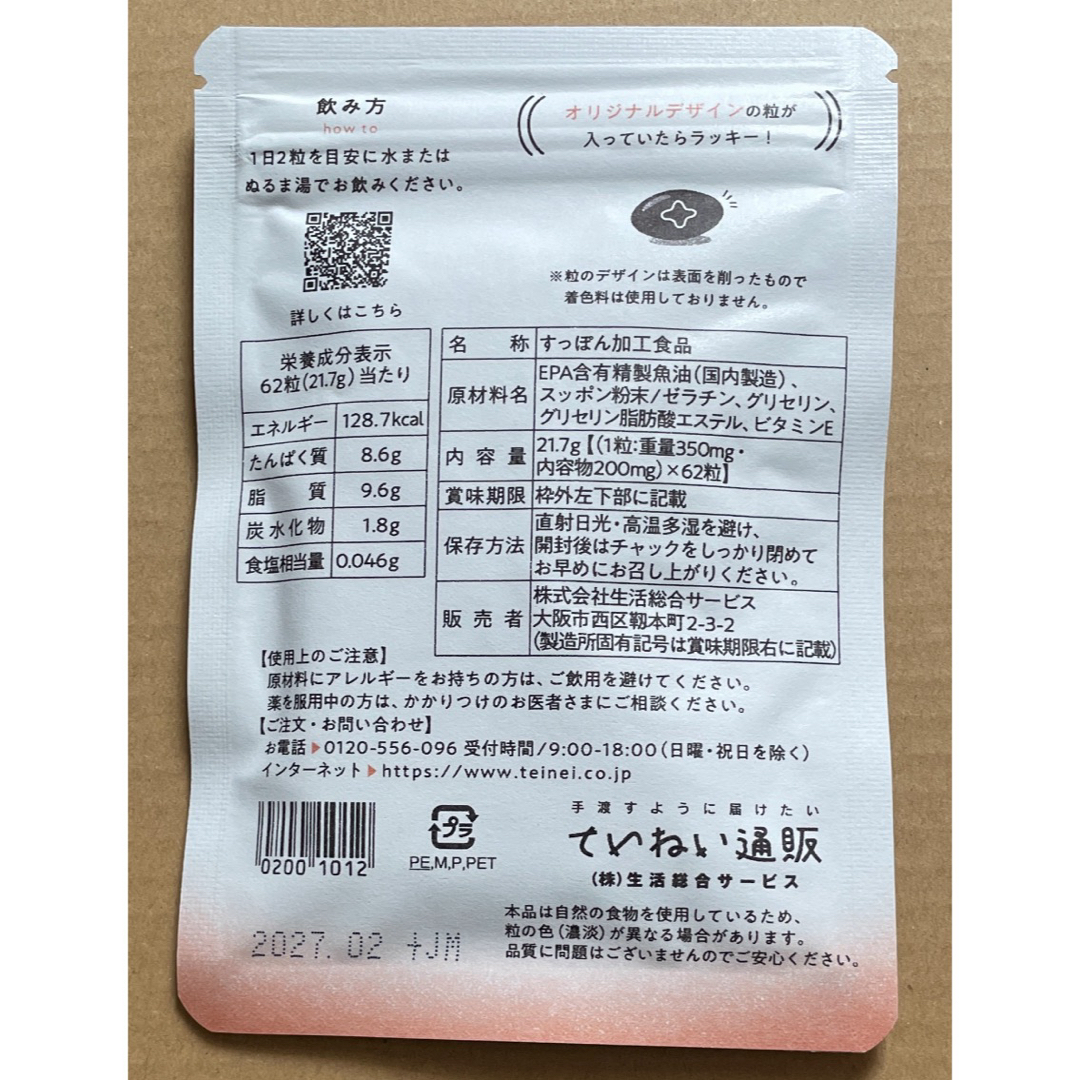 飲み方
how to
1日2粒を目安に水または
ぬるま湯でお飲みください。
詳しくはこちら
オリジナルデザインの粒が
入っていたらラッキー!
※粒のデザインは表面を削ったもので
着色料は使用しておりません。
栄養成分表示
62粒(21.7g)当たり
エネルギー 128.7kcal
たんぱく質 8.6g
脂質 9.6g
炭水化物 1.8g
食塩相当量 0.046g
名称 すっぽん加工食品
原材料名 EPA含有精製魚油(国内製造)、
スッポン粉末/ゼラチン、グリセリン、
グリセリン脂肪酸エステル、ビタミンE
内容量 21.7g【(1粒:重量350mg・
内容物200mg)×62粒】
賞味期限 枠外左下部に記載
保存方法 直射日光・高温多湿を避け、
開封後はチャックをしっかり閉めて
お早めにお召し上がりください。
販売者 株式会社生活総合サービス
大阪市西区靱本町2-3-2
(製造所固有記号は賞味期限右に記載)
【使用上のご注意】
原材料にアレルギーをお持ちの方は、ご飲用を避けてください。
薬を服用中の方は、かかりつけのお医者さまにご相談ください。
【ご注文・お問い合わせ】
お電話▶0120-556-096 受付時間/9:00-18:00(日曜・祝日を除く)
インターネット▶https://www.teinei.co.jp
0200 1012
プラ
PE,M,P,PET
手渡すように届けたい
ていねい通販
(株)生活総合サービス
本品は自然の食物を使用しているため、
粒の色(濃淡)が異なる場合があります。
品質に問題はございませんのでご安心ください。
2027.02 +JM